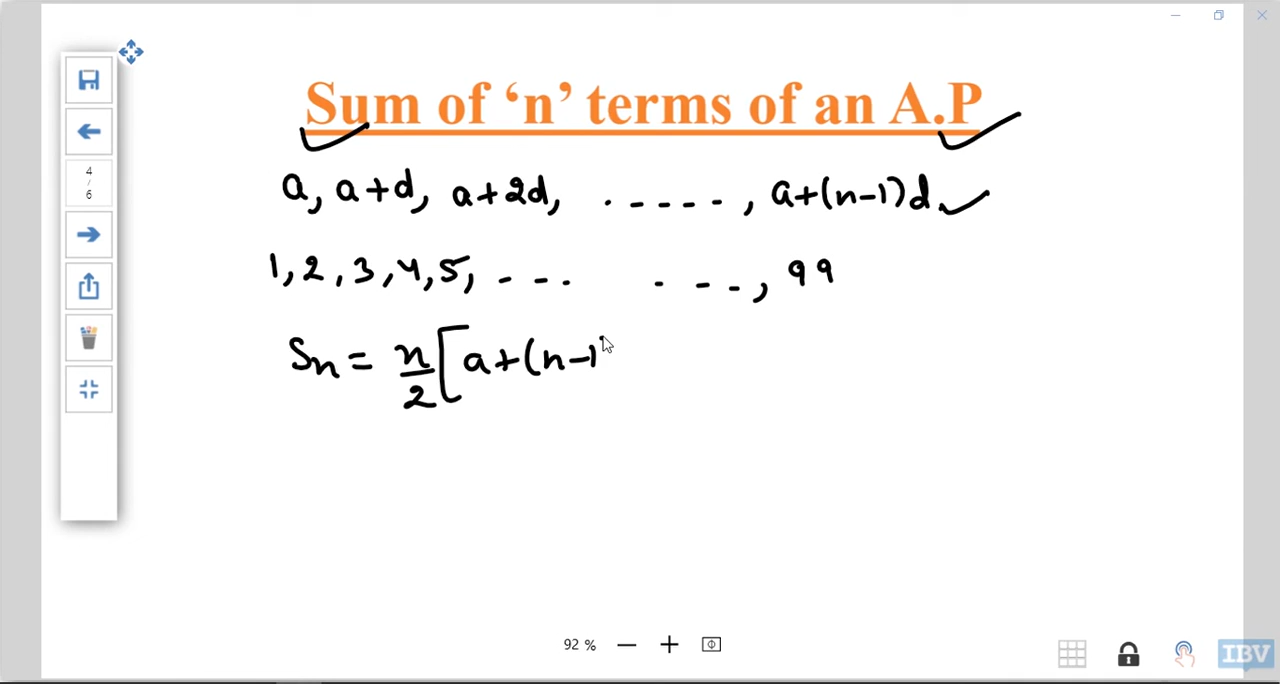 Sum of ‘n’ terms of an A.P
a, a+d, a+2d, . - - - - -, a+(n-1)d
1, 2, 3, 4, 5, - - - . - - -, 99
4
/
6
Sn = n/2 [a+(n-1)
92 %
IBV